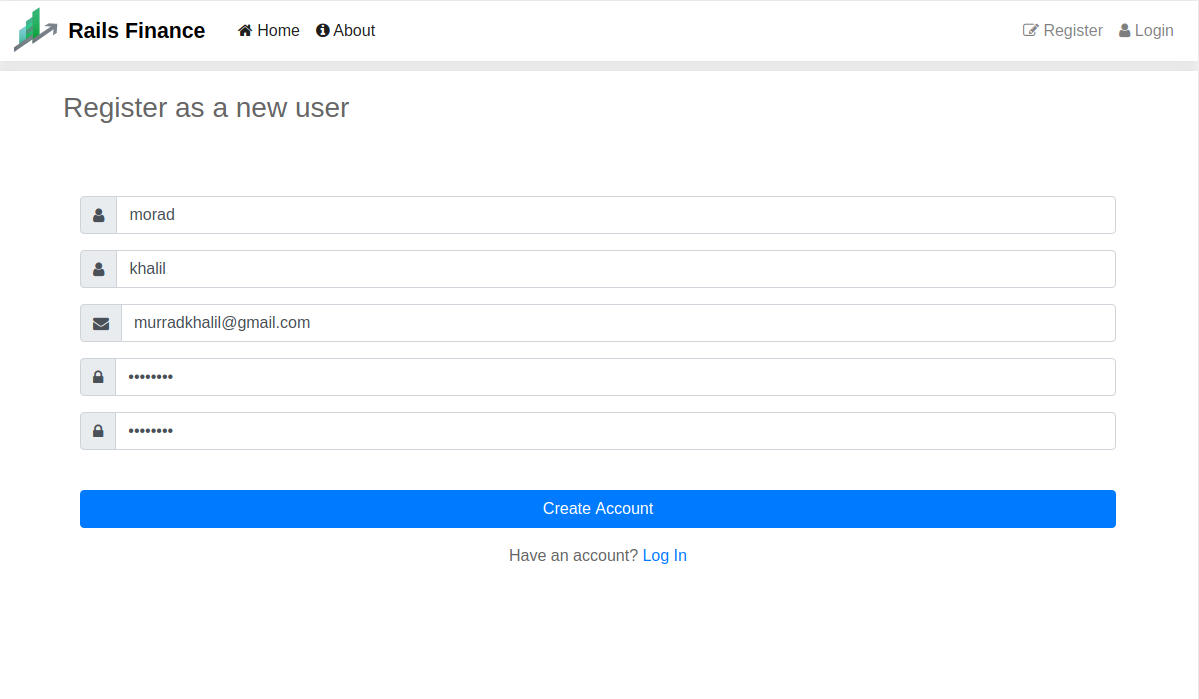 Rails Finance Home About Register Login
Register as a new user
morad
khalil
murradkhalil@gmail.com
••••••••
••••••••
Create Account
Have an account? Log In